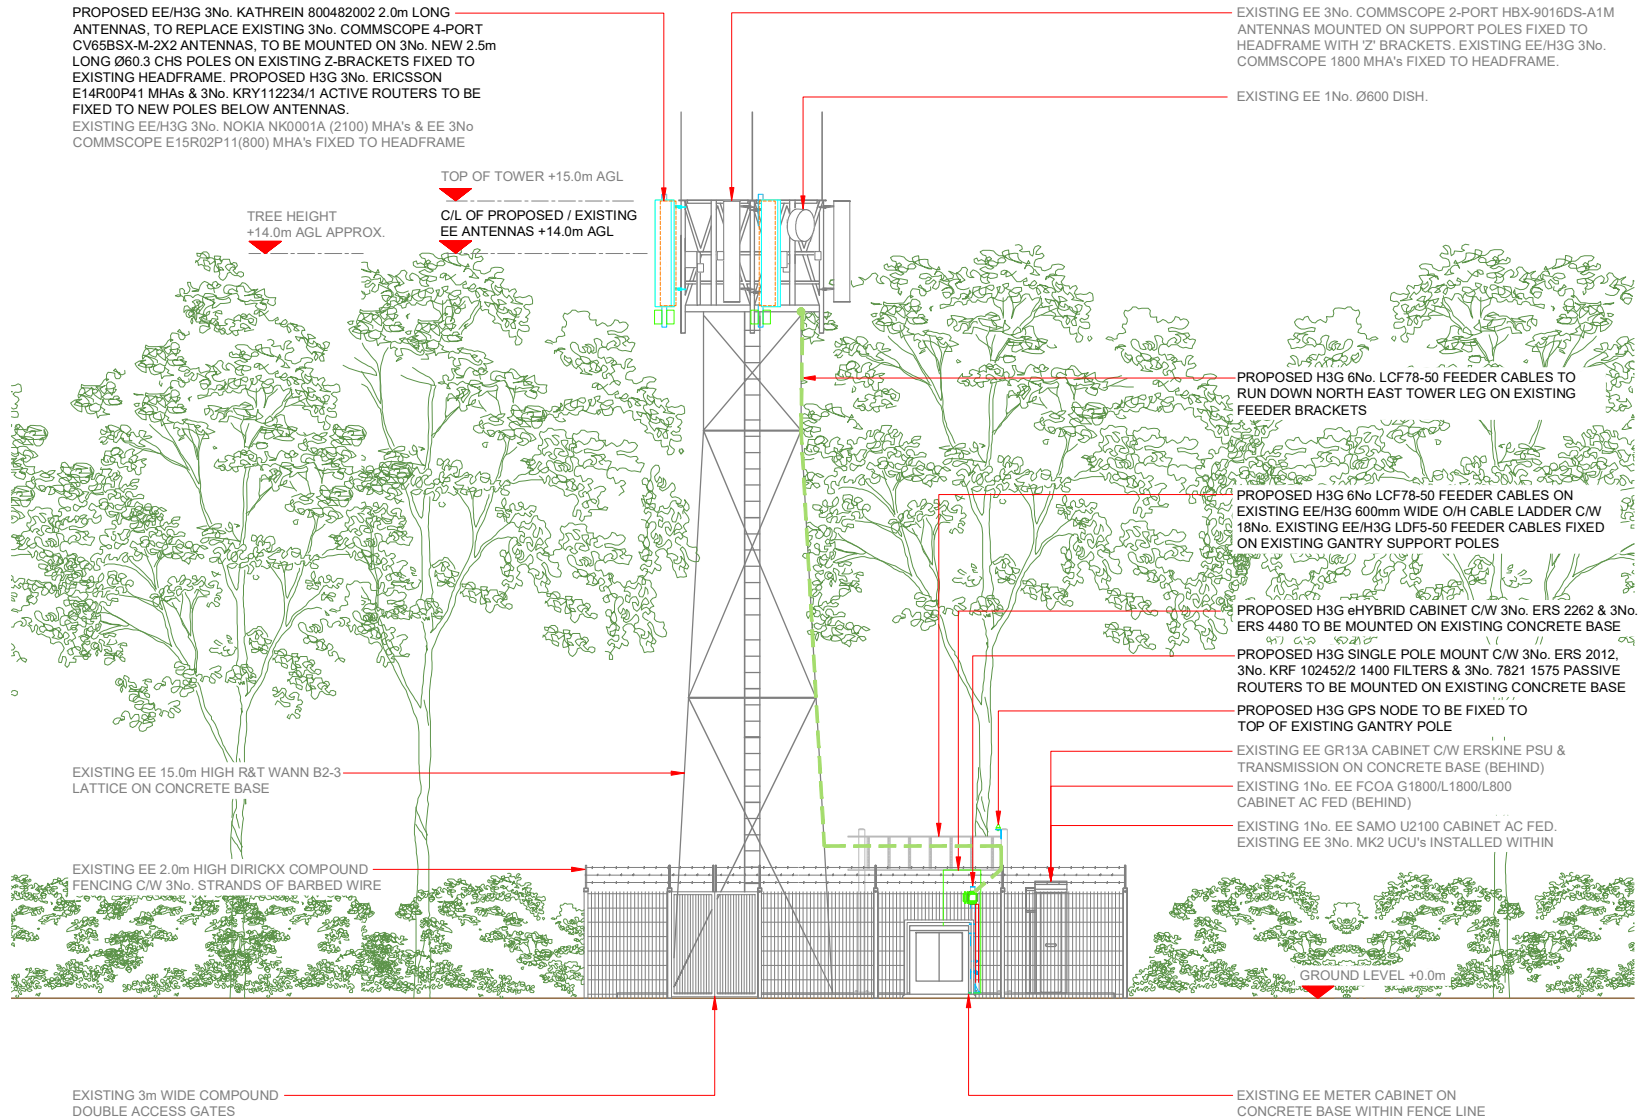 PROPOSED EE/H3G 3No. KATHREIN 800482002 2.0m LONG
ANTENNAS, TO REPLACE EXISTING 3No. COMMSCOPE 4-PORT
CV65BSX-M-2X2 ANTENNAS, TO BE MOUNTED ON 3No. NEW 2.5m
LONG Ø60.3 CHS POLES ON EXISTING Z-BRACKETS FIXED TO
EXISTING HEADFRAME. PROPOSED H3G 3No. ERICSSON
E14R00P41 MHAs & 3No. KRY112234/1 ACTIVE ROUTERS TO BE
FIXED TO NEW POLES BELOW ANTENNAS.
EXISTING EE/H3G 3No. NOKIA NK0001A (2100) MHA's & EE 3No
COMMSCOPE E15R02P11(800) MHA's FIXED TO HEADFRAME
EXISTING EE 3No. COMMSCOPE 2-PORT HBX-9016DS-A1M
ANTENNAS MOUNTED ON SUPPORT POLES FIXED TO
HEADFRAME WITH 'Z' BRACKETS. EXISTING EE/H3G 3No.
COMMSCOPE 1800 MHA's FIXED TO HEADFRAME.
EXISTING EE 1No. Ø600 DISH.
TOP OF TOWER +15.0m AGL
TREE HEIGHT
+14.0m AGL APPROX.
C/L OF PROPOSED / EXISTING
EE ANTENNAS +14.0m AGL
PROPOSED H3G 6No. LCF78-50 FEEDER CABLES TO
RUN DOWN NORTH EAST TOWER LEG ON EXISTING
FEEDER BRACKETS
PROPOSED H3G 6No LCF78-50 FEEDER CABLES ON
EXISTING EE/H3G 600mm WIDE O/H CABLE LADDER C/W
18No. EXISTING EE/H3G LDF5-50 FEEDER CABLES FIXED
ON EXISTING GANTRY SUPPORT POLES
PROPOSED H3G eHYBRID CABINET C/W 3No. ERS 2262 & 3No.
ERS 4480 TO BE MOUNTED ON EXISTING CONCRETE BASE
PROPOSED H3G SINGLE POLE MOUNT C/W 3No. ERS 2012,
3No. KRF 102452/2 1400 FILTERS & 3No. 7821 1575 PASSIVE
ROUTERS TO BE MOUNTED ON EXISTING CONCRETE BASE
PROPOSED H3G GPS NODE TO BE FIXED TO
TOP OF EXISTING GANTRY POLE
EXISTING EE GR13A CABINET C/W ERSKINE PSU &
TRANSMISSION ON CONCRETE BASE (BEHIND)
EXISTING 1No. EE FCOA G1800/L1800/L800
CABINET AC FED (BEHIND)
EXISTING 1No. EE SAMO U2100 CABINET AC FED.
EXISTING EE 3No. MK2 UCU's INSTALLED WITHIN
EXISTING EE 15.0m HIGH R&T WANN B2-3
LATTICE ON CONCRETE BASE
EXISTING EE 2.0m HIGH DIRICKX COMPOUND
FENCING C/W 3No. STRANDS OF BARBED WIRE
GROUND LEVEL +0.0m
EXISTING 3m WIDE COMPOUND
DOUBLE ACCESS GATES
EXISTING EE METER CABINET ON
CONCRETE BASE WITHIN FENCE LINE